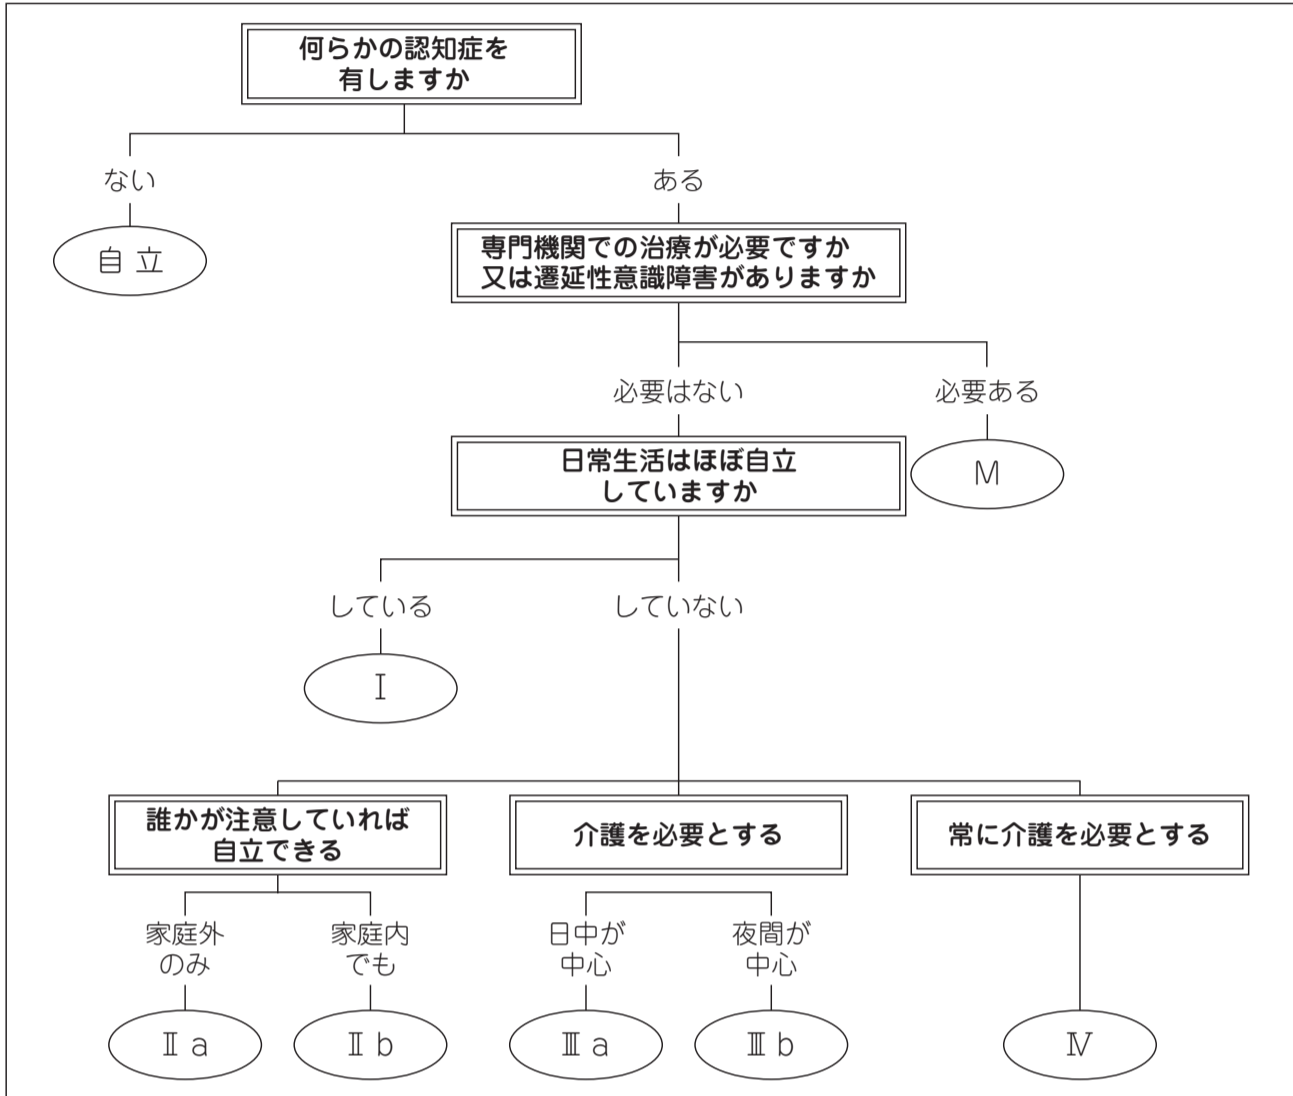 何らかの認知症を
有しますか
ない
ある
自 立
専門機関での治療が必要ですか
又は遷延性意識障害がありますか
必要はない
必要ある
日常生活はほぼ自立
していますか
M
している
していない
Ⅰ
誰かが注意していれば
自立できる
介護を必要とする
常に介護を必要とする
家庭外
のみ
家庭内
でも
日中が
中心
夜間が
中心
Ⅱ a
Ⅱ b
Ⅲ a
Ⅲ b
Ⅳ